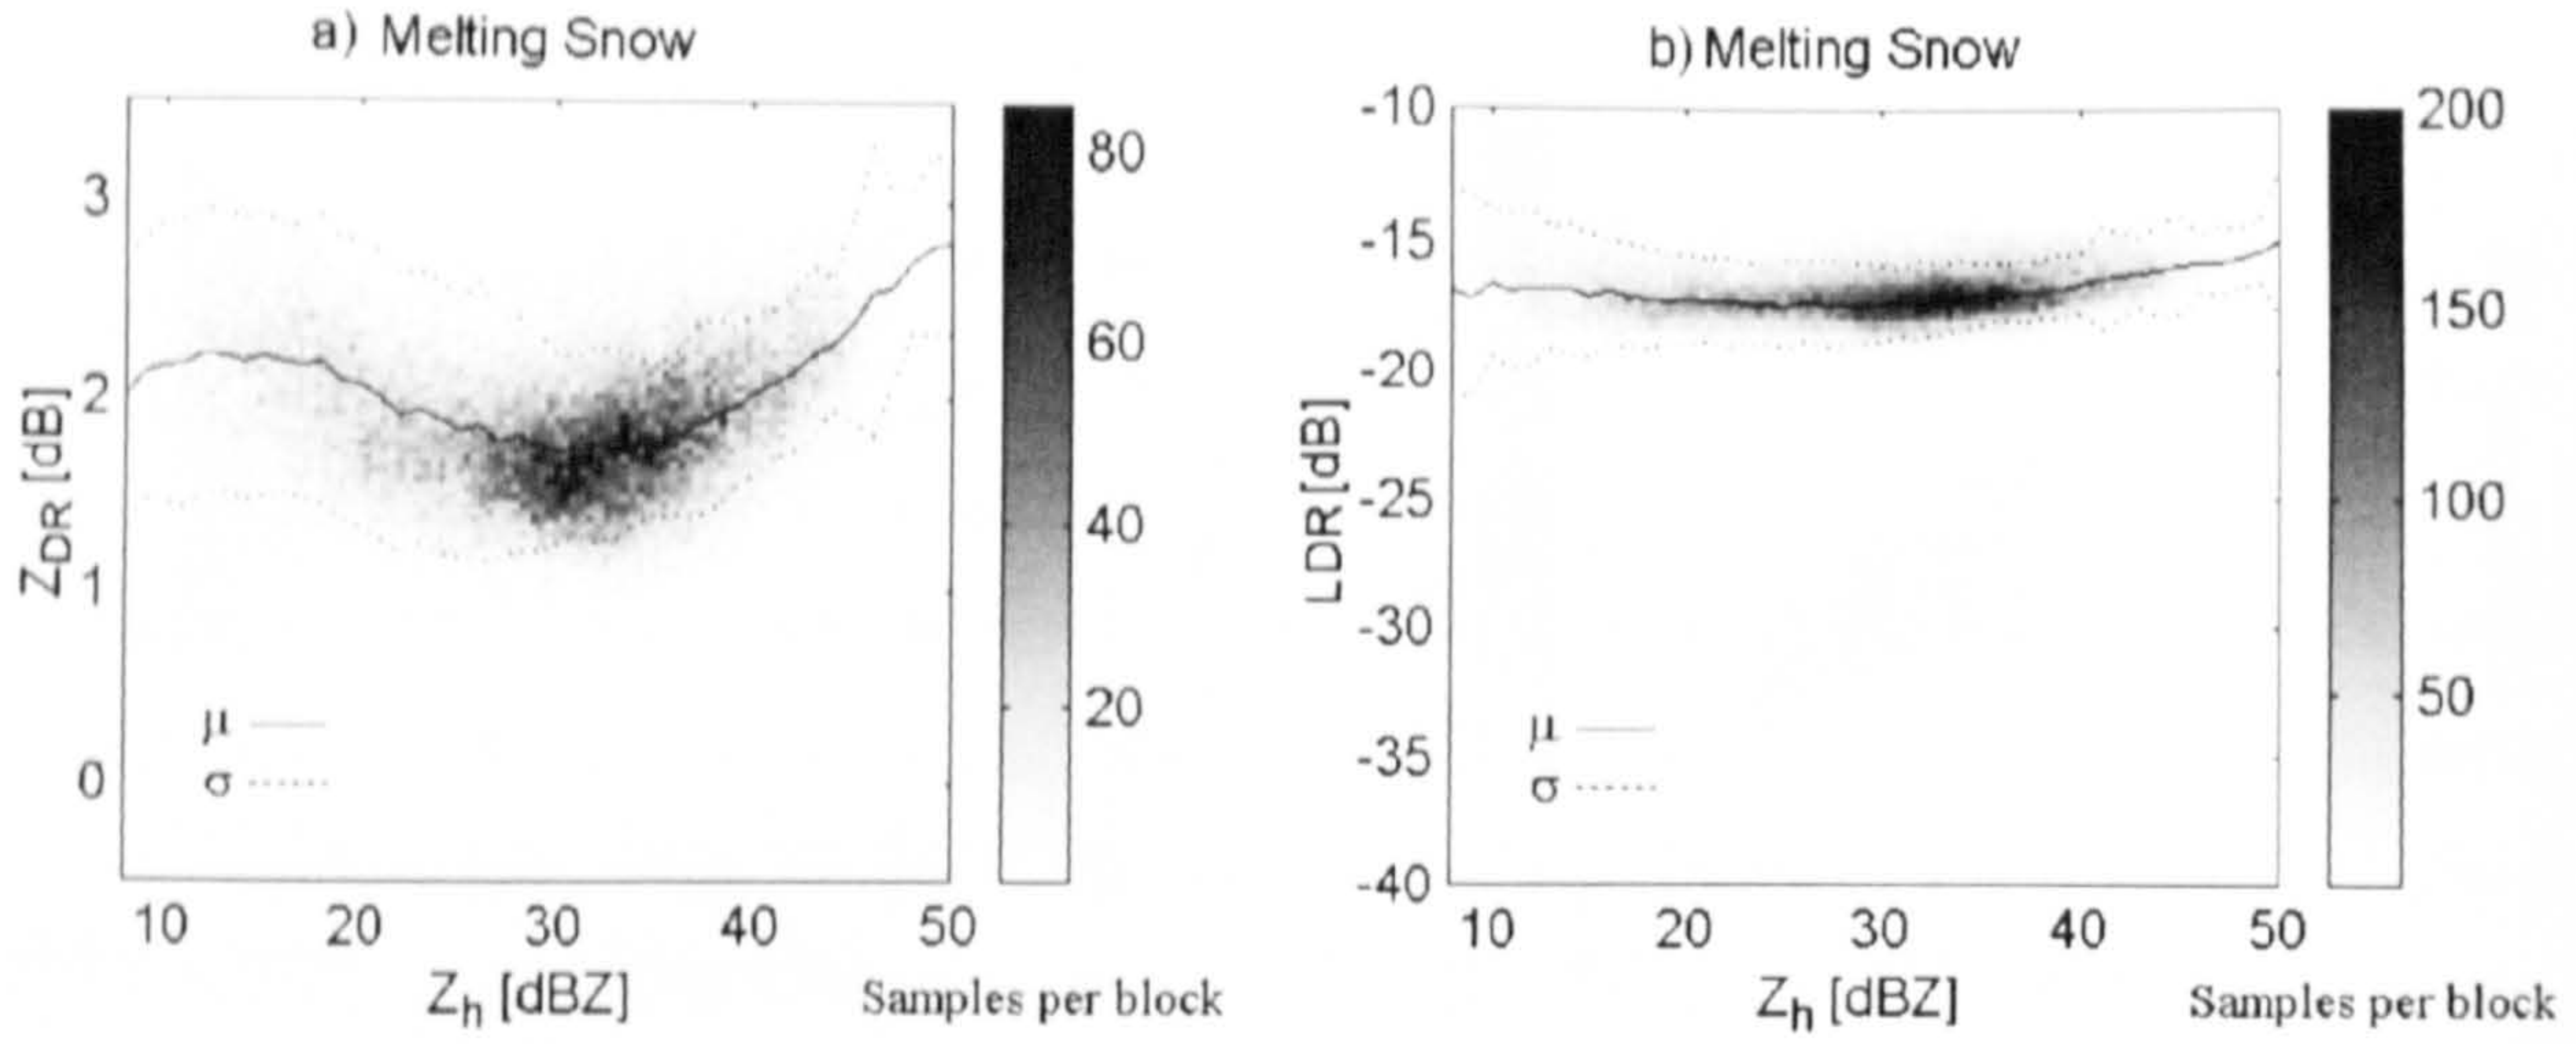 a) Melting Snow
3
2
1
0
Z_DR [dB]
μ
σ
10 20 30 40 50
Z_h [dBZ]
80
60
40
20
Samples per block
b) Melting Snow
-10
-15
-20
-25
-30
-35
-40
LDR [dB]
μ
σ
10 20 30 40 50
Z_h [dBZ]
200
150
100
50
Samples per block